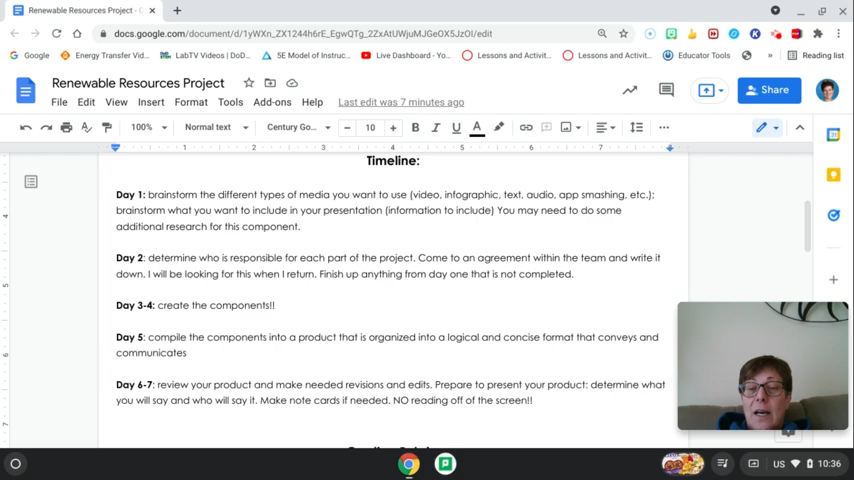 Renewable Resources Project - G
docs.google.com/document/d/1yWXn_ZX1244h6rE_EgwQTg_2ZxAtUWjuMJGeOX5JzOI/edit
Google Energy Transfer Vid... LabTV Videos | DoD... 5E Model of Instruc... Live Dashboard - Yo... Lessons and Activit... Lessons and Activit... Educator Tools » Reading list
Renewable Resources Project
File Edit View Insert Format Tools Add-ons Help Last edit was 7 minutes ago
Share
100% Normal text Century Go... − 10 + B I U A
1 2 3 4 5 6 7
Timeline:
Day 1: brainstorm the different types of media you want to use (video, infographic, text, audio, app smashing, etc.);
brainstorm what you want to include in your presentation (information to include) You may need to do some
additional research for this component.
Day 2: determine who is responsible for each part of the project. Come to an agreement within the team and write it
down. I will be looking for this when I return. Finish up anything from day one that is not completed.
Day 3-4: create the components!!
Day 5: compile the components into a product that is organized into a logical and concise format that conveys and
communicates
Day 6-7: review your product and make needed revisions and edits. Prepare to present your product: determine what
you will say and who will say it. Make note cards if needed. NO reading off of the screen!!
US 10:36